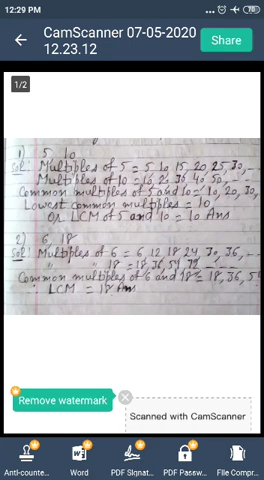 12:29 PM
CamScanner 07-05-2020
12.23.12
Share
1/2
1) 5, 10
Sol: Multiples of 5 = 5, 10, 15, 20, 25, 30, --
Multiples of 10 = 10, 20, 30, 40, 50, --
Common multiples of 5 and 10 = 10, 20, 30,
Lowest common multiples = 10
Or LCM of 5 and 10 = 10 Ans
2) 6, 18
Sol: Multiples of 6 = 6, 12, 18, 24, 30, 36, --
" " 18 = 18, 36, 54, 72
Common multiples of 6 and 18 = 18, 36, 54
∴ LCM = 18 Ans
Remove watermark
Scanned with CamScanner
Anti-counte...
Word
PDF Signat...
PDF Passw...
File Compr...